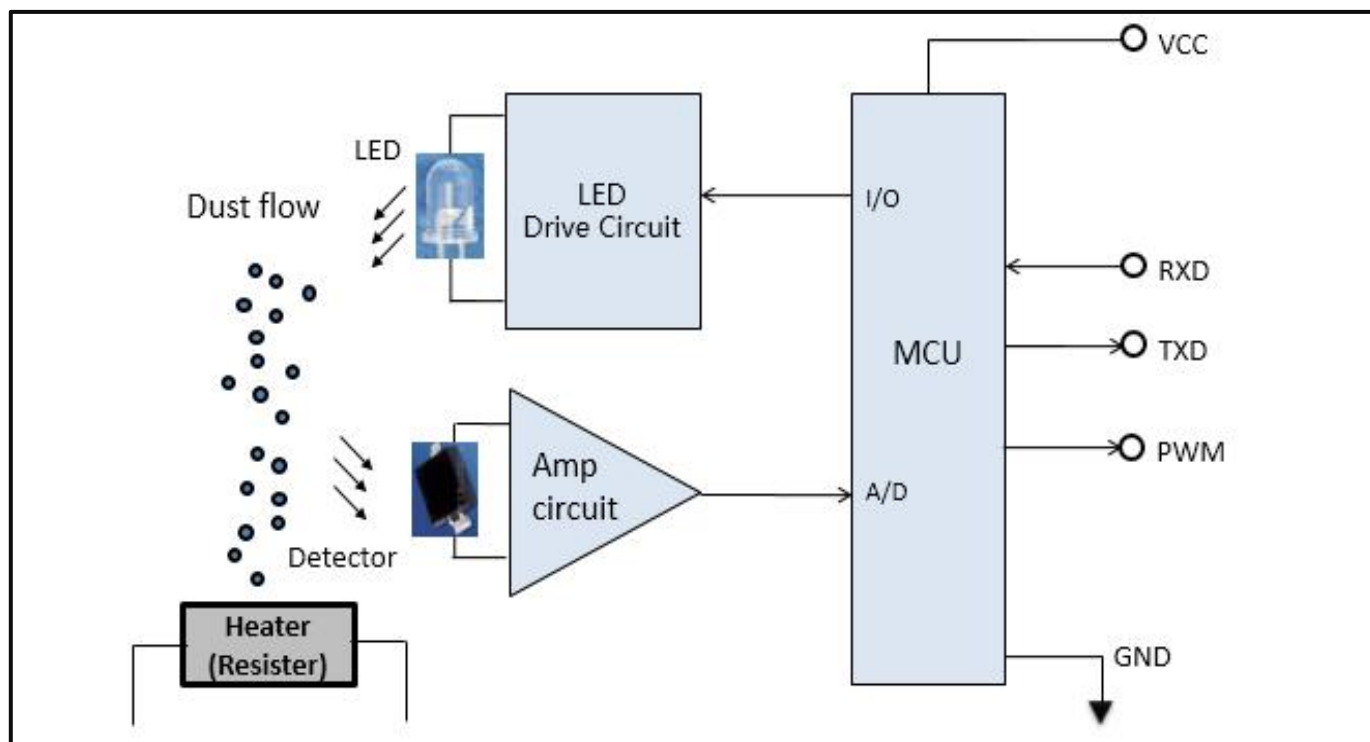 VCC
LED
Dust flow
LED
Drive Circuit
I/O
RXD
MCU
TXD
PWM
Amp
circuit
A/D
Detector
Heater
(Resister)
GND